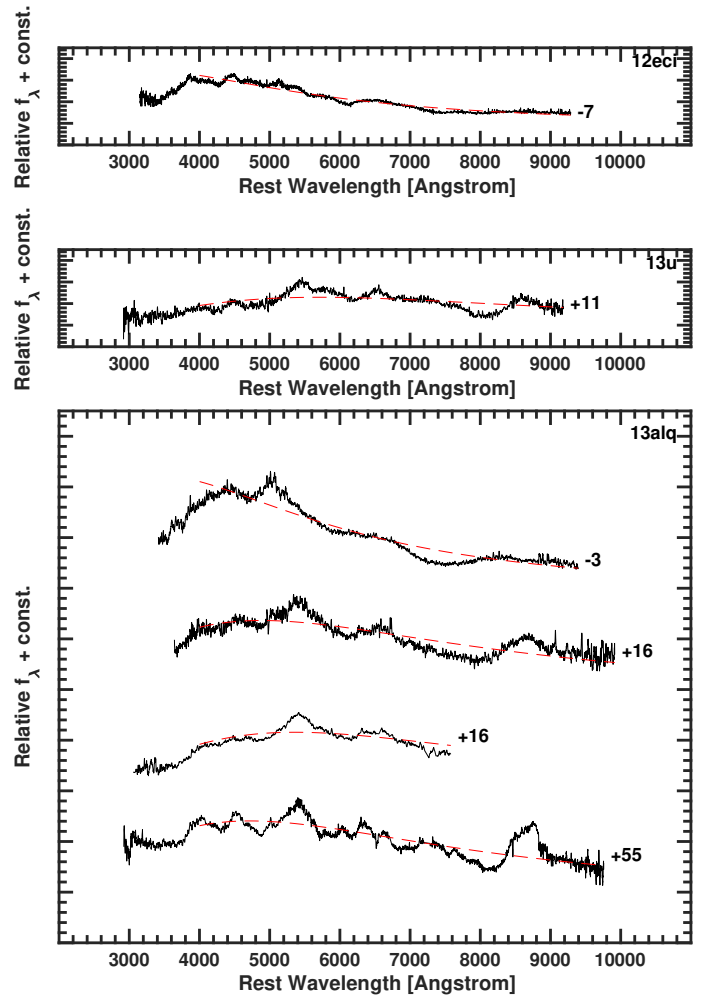 12eci
-7
Relative f_λ + const.
3000 4000 5000 6000 7000 8000 9000 10000
Rest Wavelength [Angstrom]
13u
+11
Relative f_λ + const.
3000 4000 5000 6000 7000 8000 9000 10000
Rest Wavelength [Angstrom]
13alq
-3
+16
+16
+55
Relative f_λ + const.
3000 4000 5000 6000 7000 8000 9000 10000
Rest Wavelength [Angstrom]